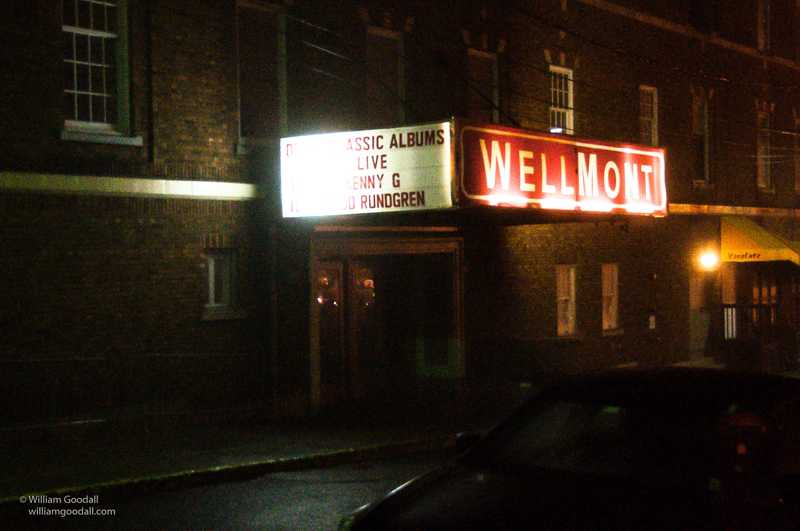 ASSIC ALBUMS
LIVE
ENNY G
RUNDGREN
WELLMONT
© William Goodall
williamgoodall.com